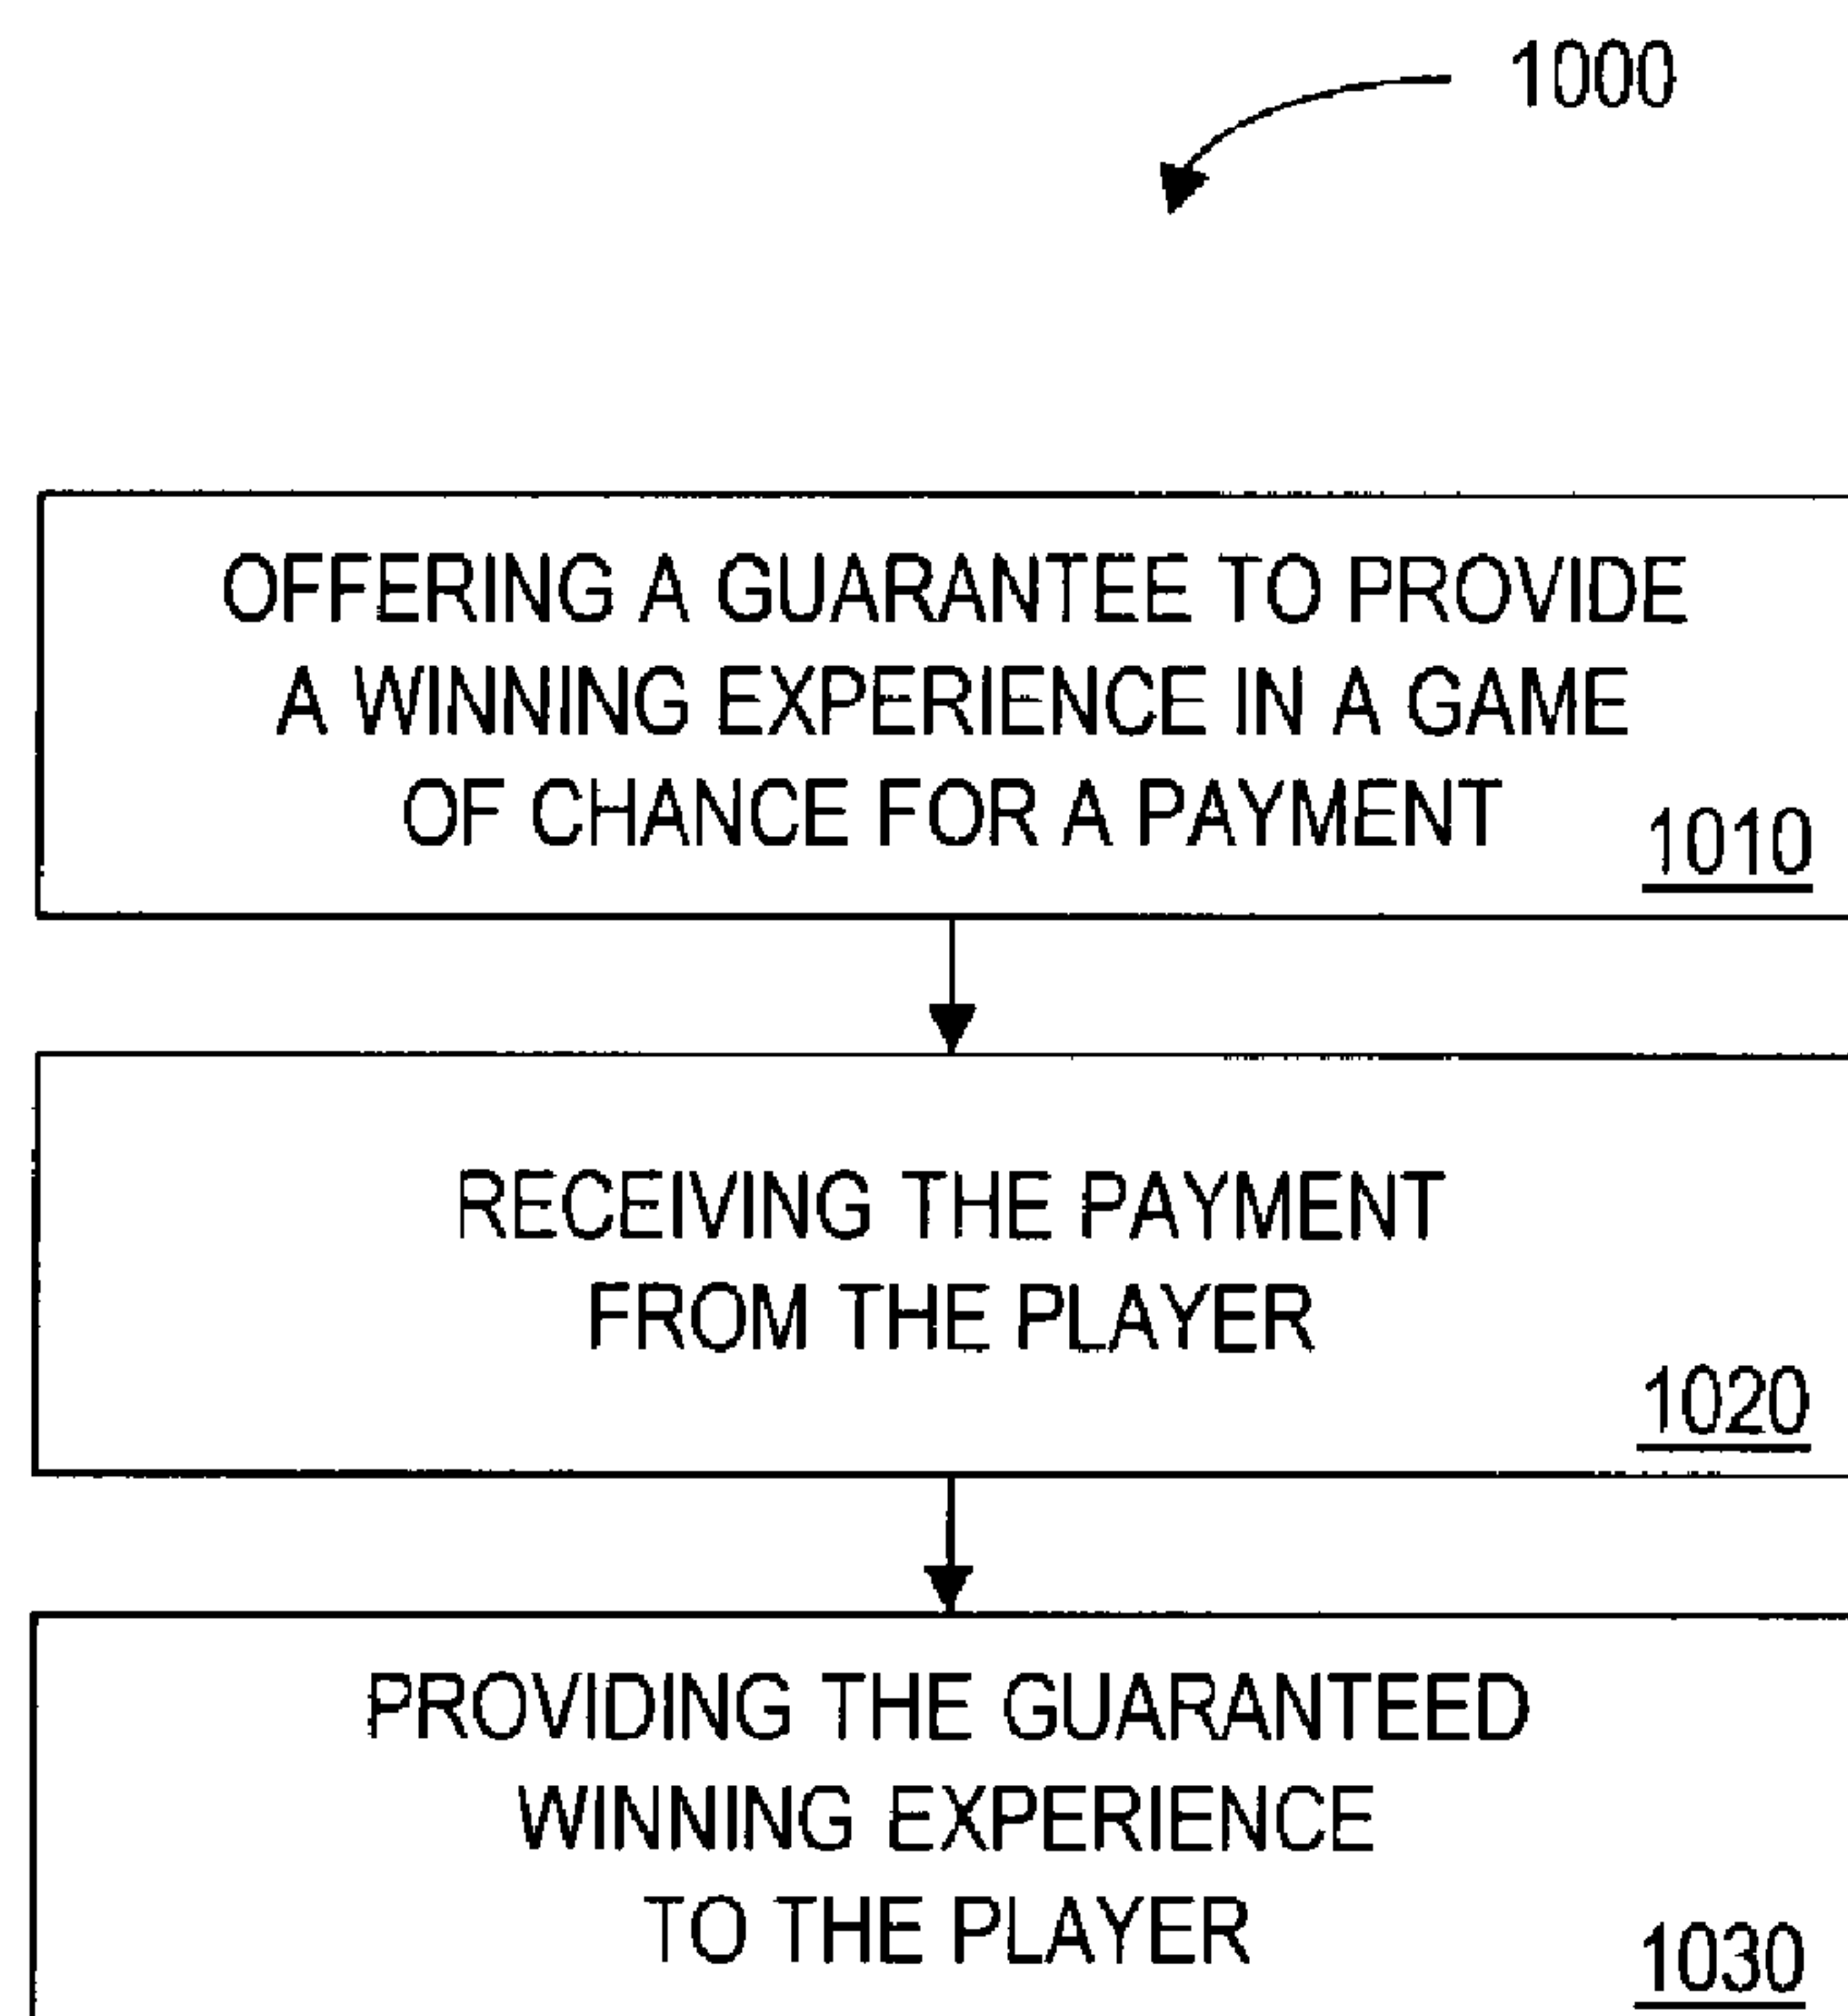 1000
OFFERING A GUARANTEE TO PROVIDE
A WINNING EXPERIENCE IN A GAME
OF CHANCE FOR A PAYMENT
1010
RECEIVING THE PAYMENT
FROM THE PLAYER
1020
PROVIDING THE GUARANTEED
WINNING EXPERIENCE
TO THE PLAYER
1030